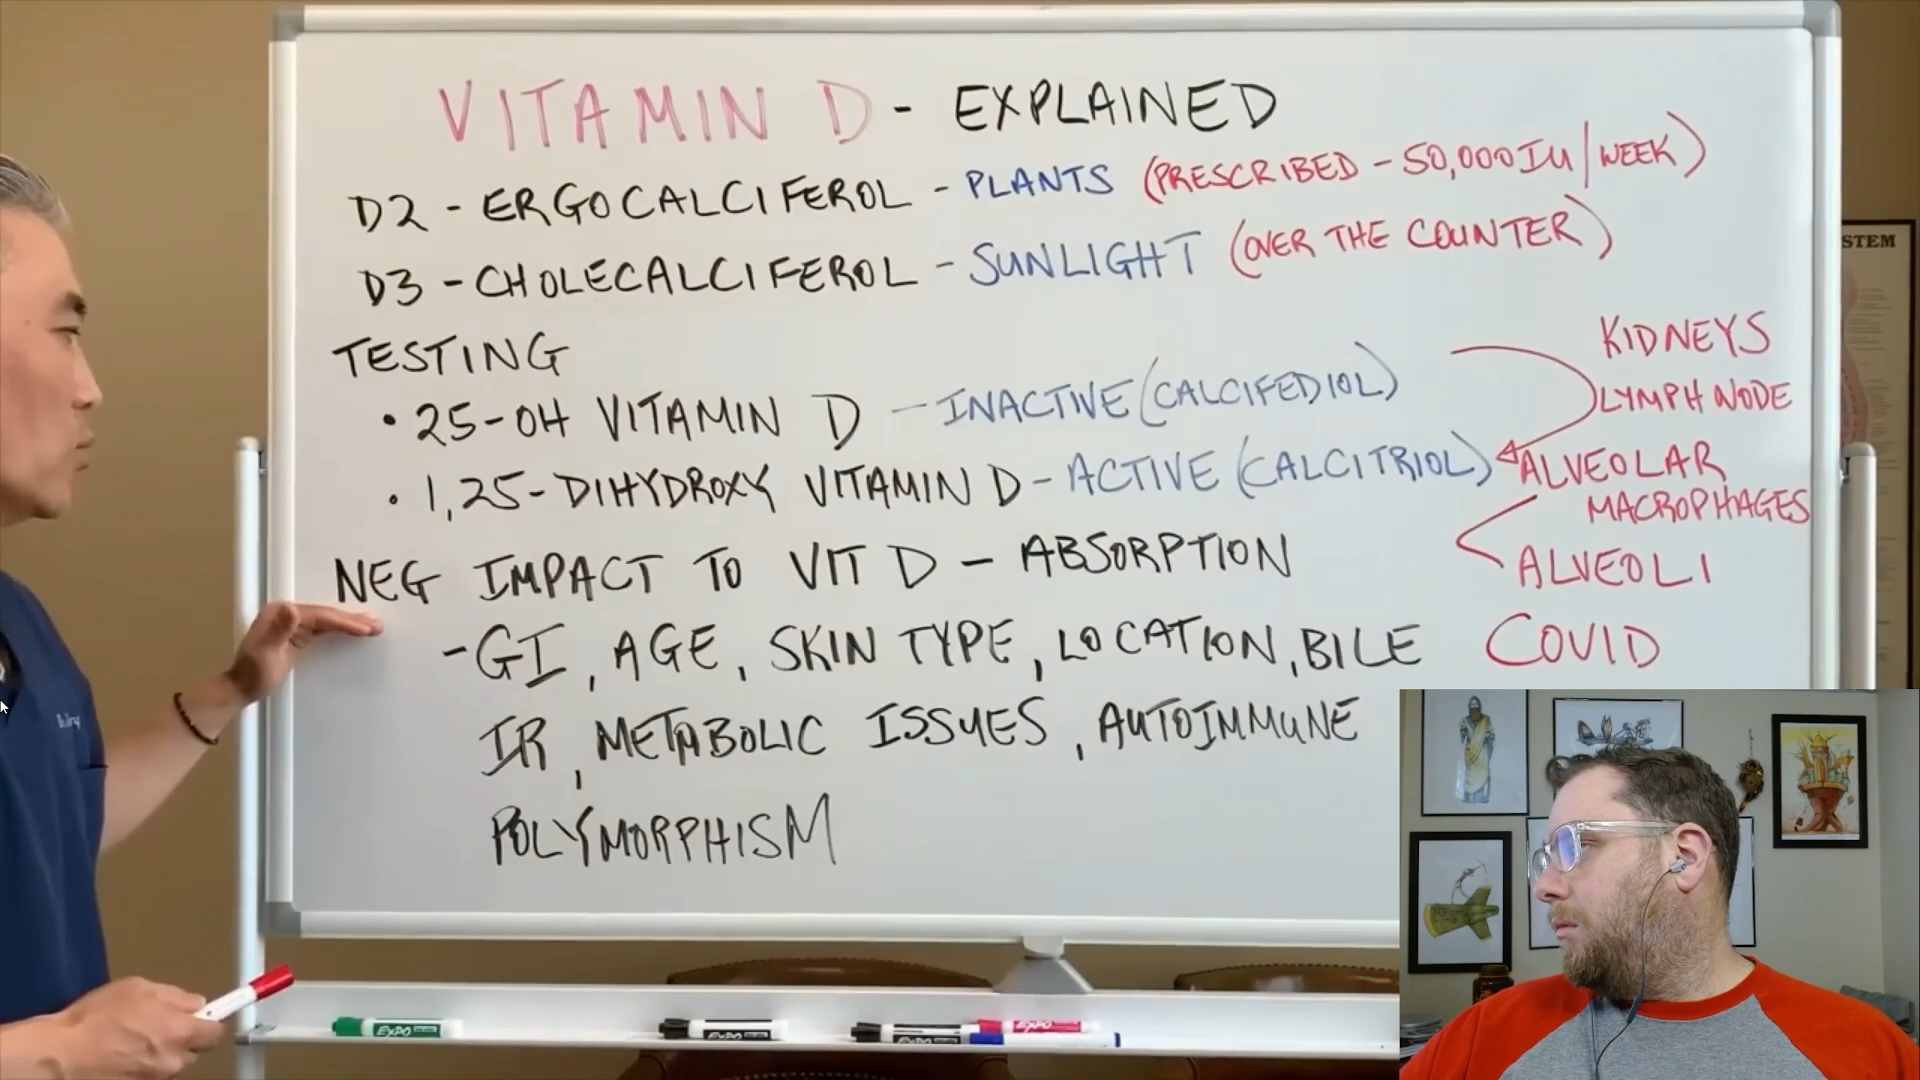 VITAMIN D - EXPLAINED
D2 - ERGOCALCIFEROL - PLANTS (PRESCRIBED - 50,000 IU/WEEK)
D3 - CHOLECALCIFEROL - SUNLIGHT (OVER THE COUNTER)
TESTING
• 25-OH VITAMIN D - INACTIVE (CALCIFEDIOL)
• 1,25-DIHYDROXY VITAMIN D - ACTIVE (CALCITRIOL)
KIDNEYS
LYMPH NODE
ALVEOLAR
MACROPHAGES
ALVEOLI
NEG IMPACT TO VIT D - ABSORPTION
- GI, AGE, SKIN TYPE, LOCATION, BILE
COVID
IR, METABOLIC ISSUES, AUTOIMMUNE
POLYMORPHISM
STEM
EXPO
EXPO
EXPO
EXPO